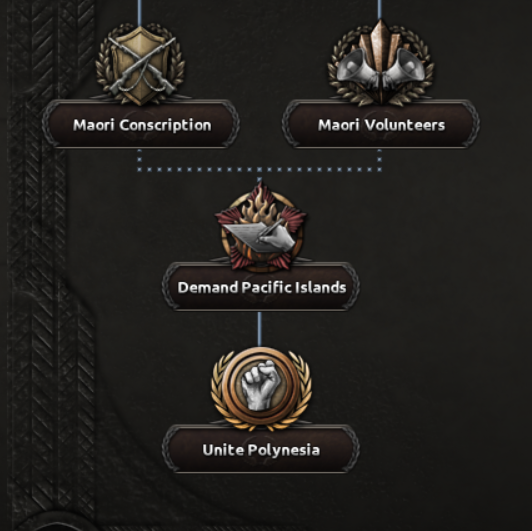 Maori Conscription
Maori Volunteers
Demand Pacific Islands
Unite Polynesia